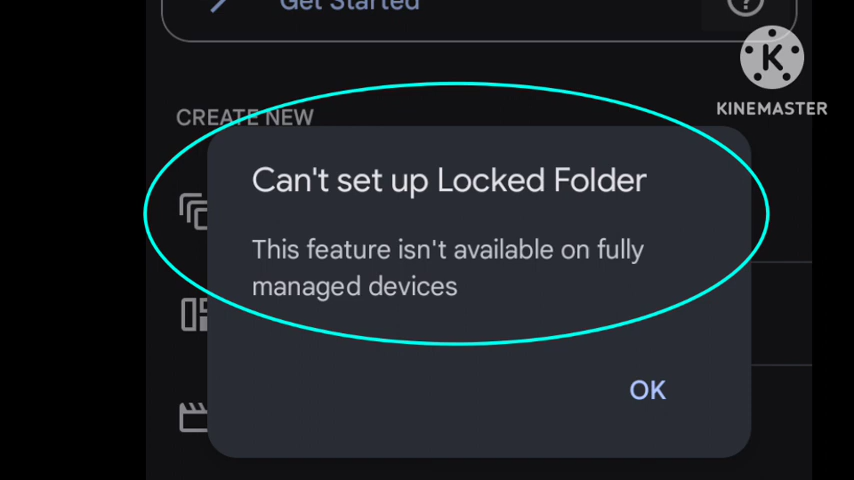 Get Started
K
KINEMASTER
CREATE NEW
Can't set up Locked Folder
This feature isn't available on fully
managed devices
OK